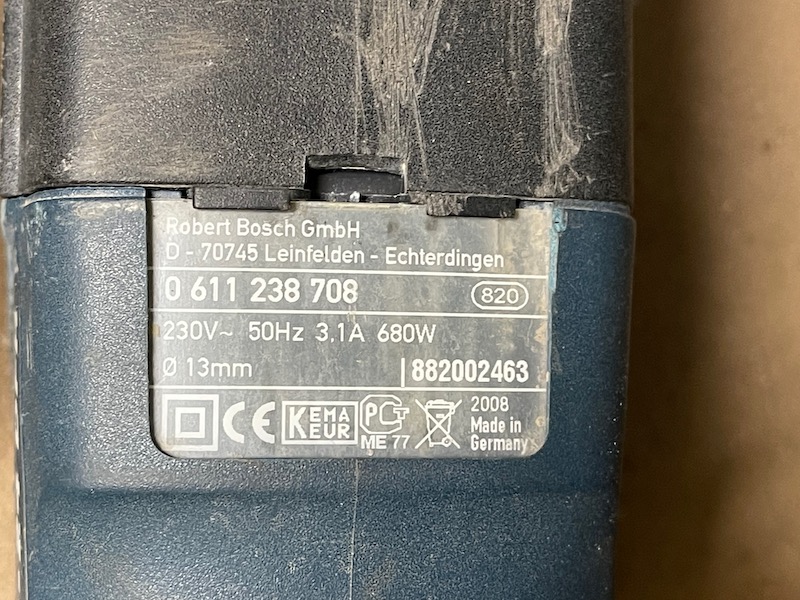 Robert Bosch GmbH
D - 70745 Leinfelden - Echterdingen
0 611 238 708 820
230V~ 50Hz 3,1A 680W
Ø 13mm 882002463
CE KEMA KEUR PCT ME 77 2008
Made in
Germany